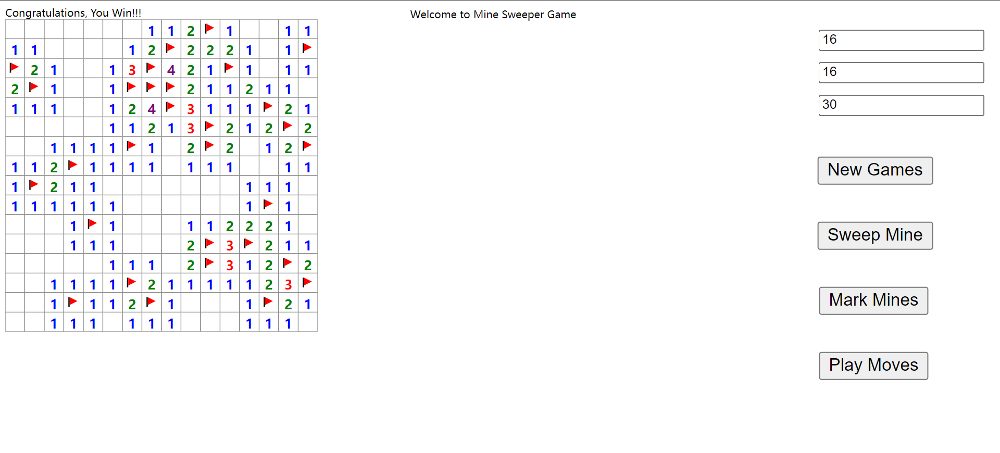 Congratulations, You Win!!!
Welcome to Mine Sweeper Game
1 1 2 1 1 1
1 1 1 2 2 2 2 1 1
2 1 1 3 4 2 1 1 1 1
2 1 1 2 1 1 2 1 1
1 1 1 1 2 4 3 1 1 1 2 1
1 1 2 1 3 2 1 2 2
1 1 1 1 1 2 2 1 2
1 1 2 1 1 1 1 1 1 1 1 1
1 2 1 1 1 1 1
1 1 1 1 1 1 1 1
1 1 1 1 2 2 2 1
1 1 1 2 3 2 1 1
1 1 1 2 3 1 2 2
1 1 1 1 2 1 1 1 1 1 2 3
1 1 1 2 1 1 2 1
1 1 1 1 1 1 1 1 1
16
16
30
New Games
Sweep Mine
Mark Mines
Play Moves